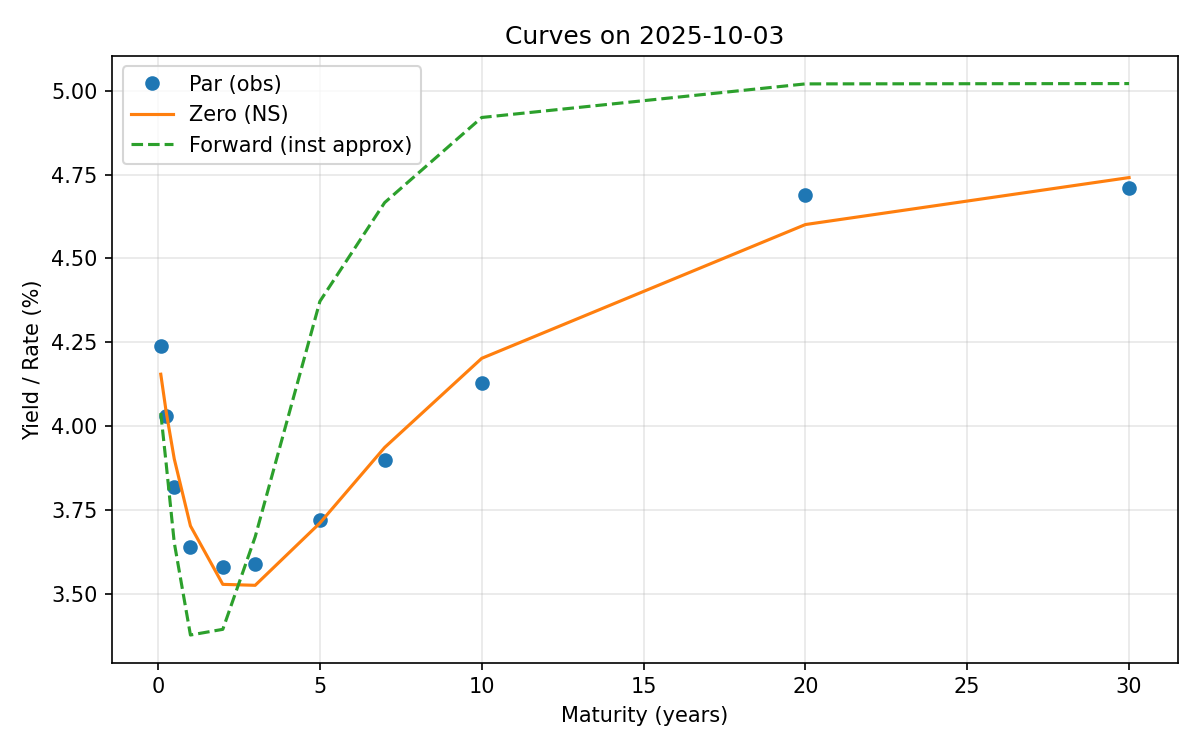 Curves on 2025-10-03
Par (obs)
Zero (NS)
Forward (inst approx)
Yield / Rate (%)
5.00
4.75
4.50
4.25
4.00
3.75
3.50
0 5 10 15 20 25 30
Maturity (years)